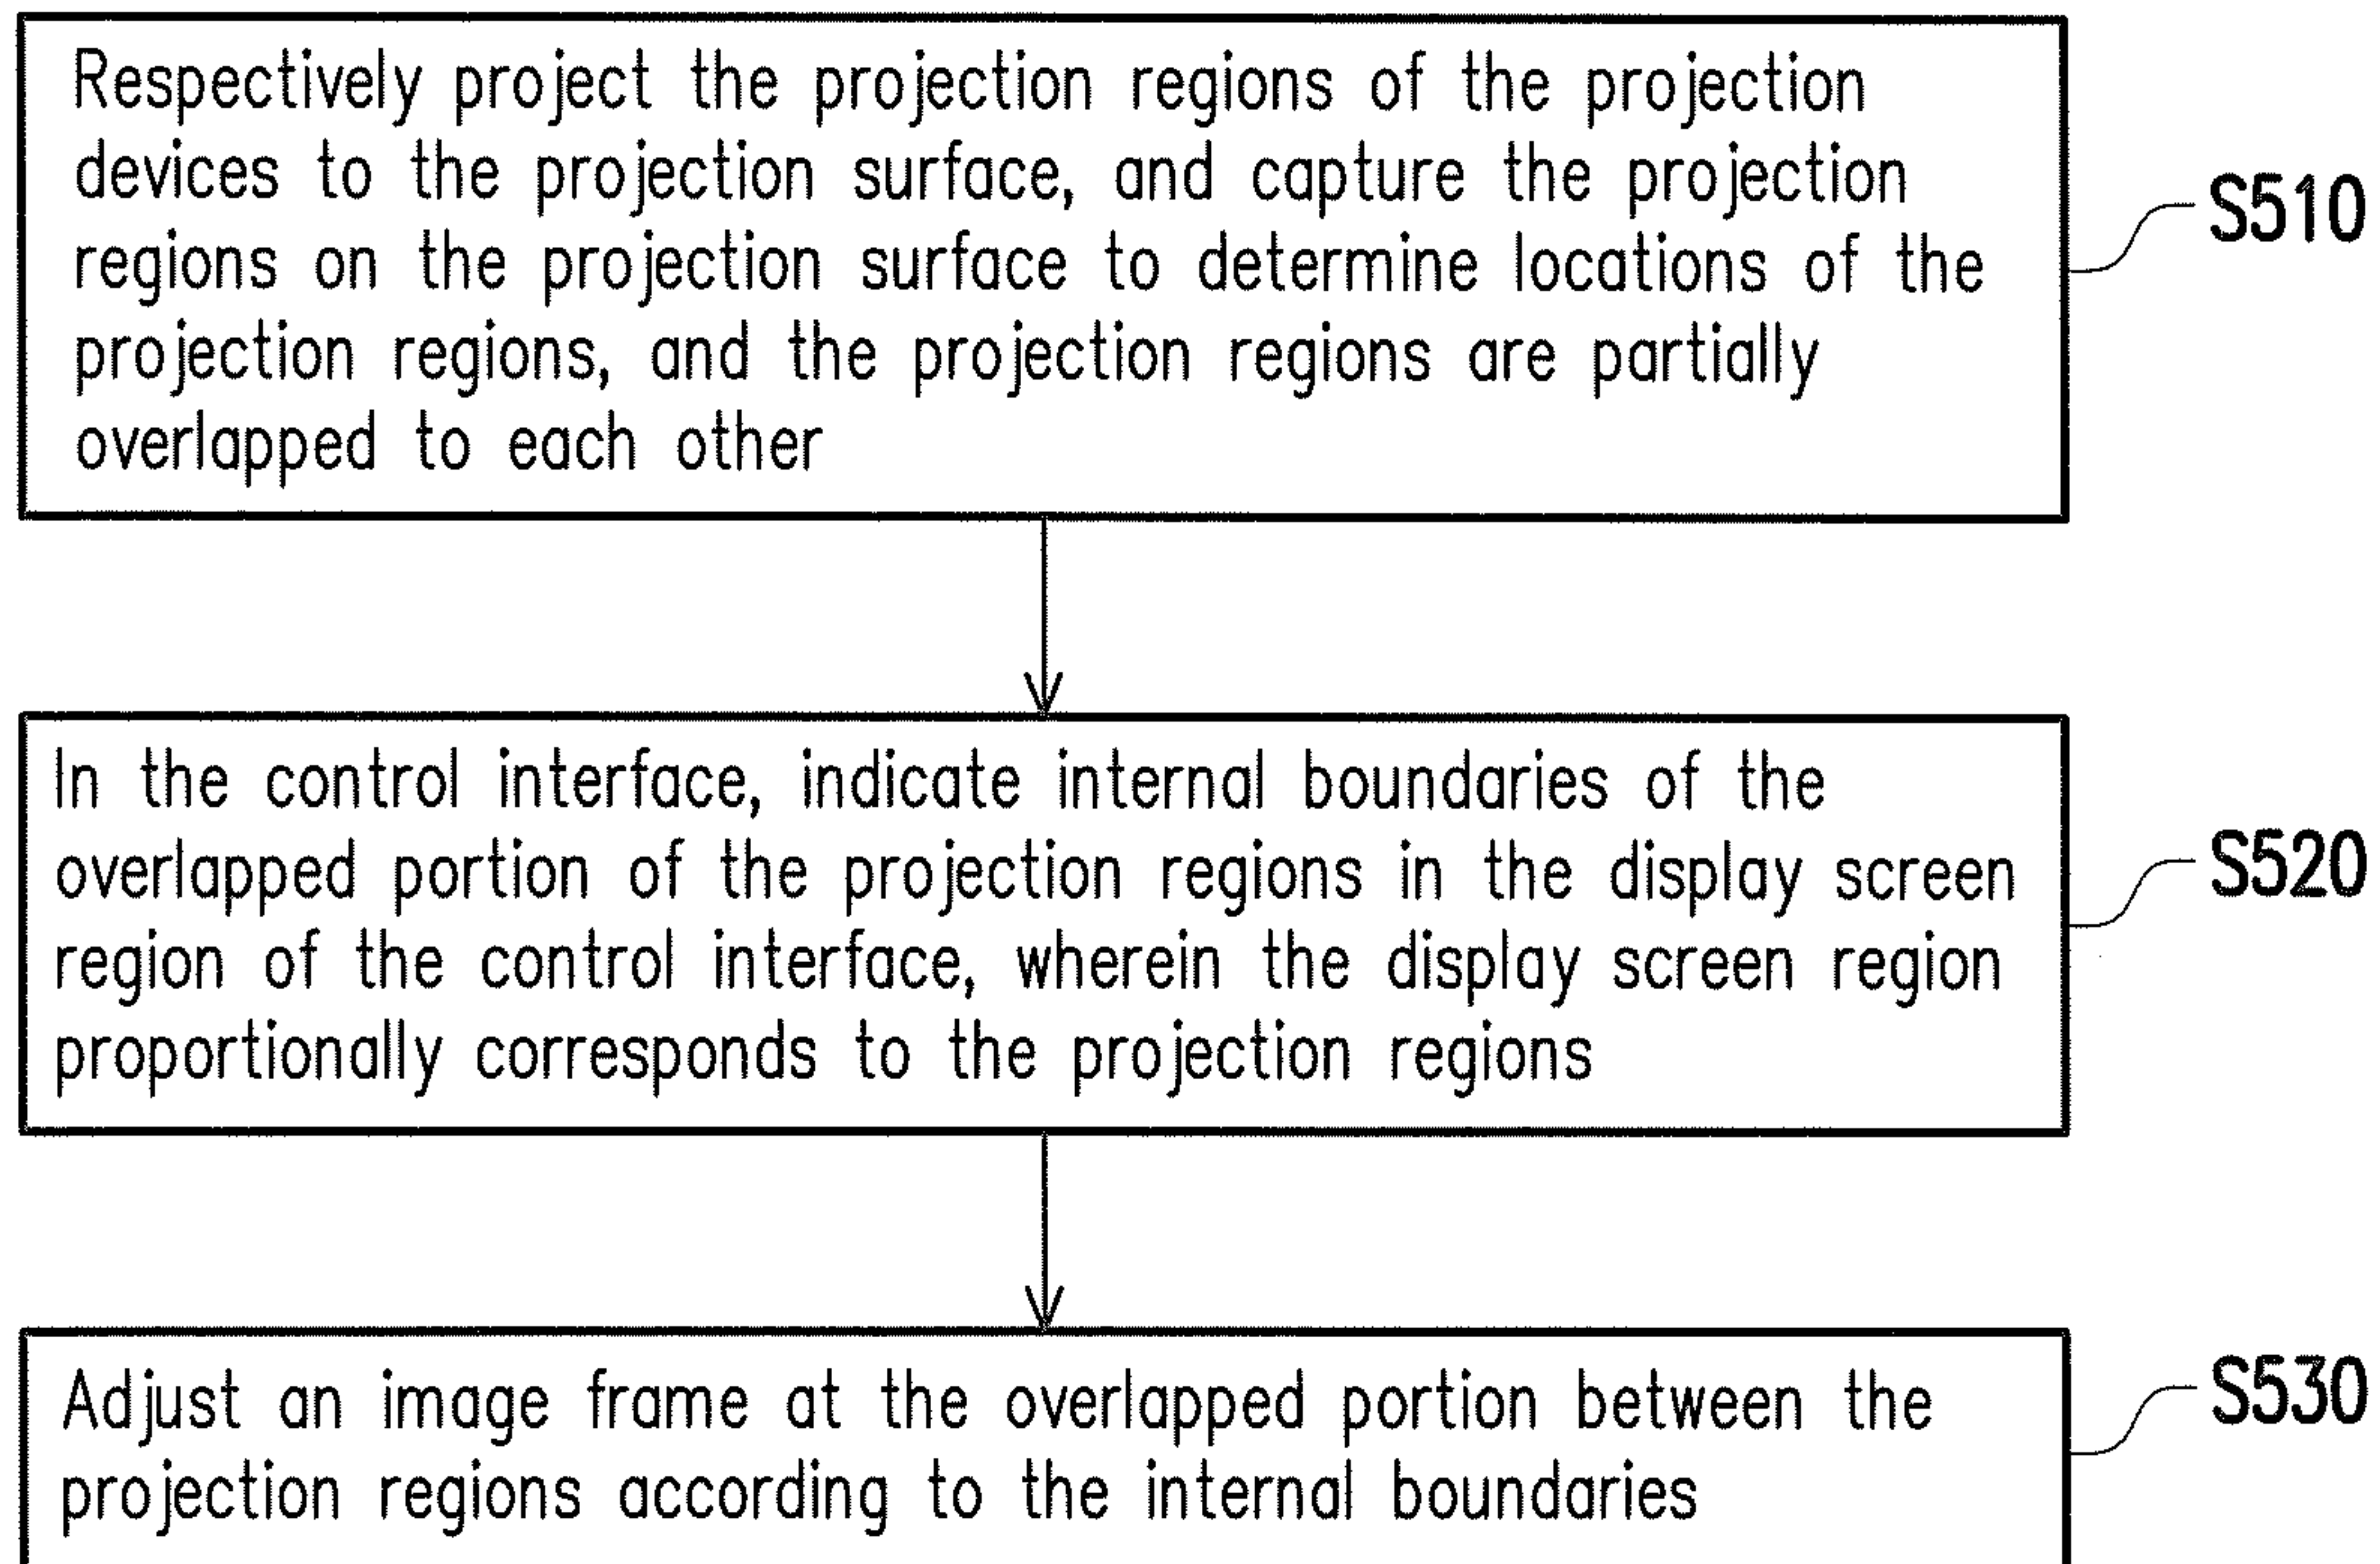 Respectively project the projection regions of the projection
devices to the projection surface, and capture the projection
regions on the projection surface to determine locations of the
projection regions, and the projection regions are partially
overlapped to each other
S510
In the control interface, indicate internal boundaries of the
overlapped portion of the projection regions in the display screen
region of the control interface, wherein the display screen region
proportionally corresponds to the projection regions
S520
Adjust an image frame at the overlapped portion between the
projection regions according to the internal boundaries
S530